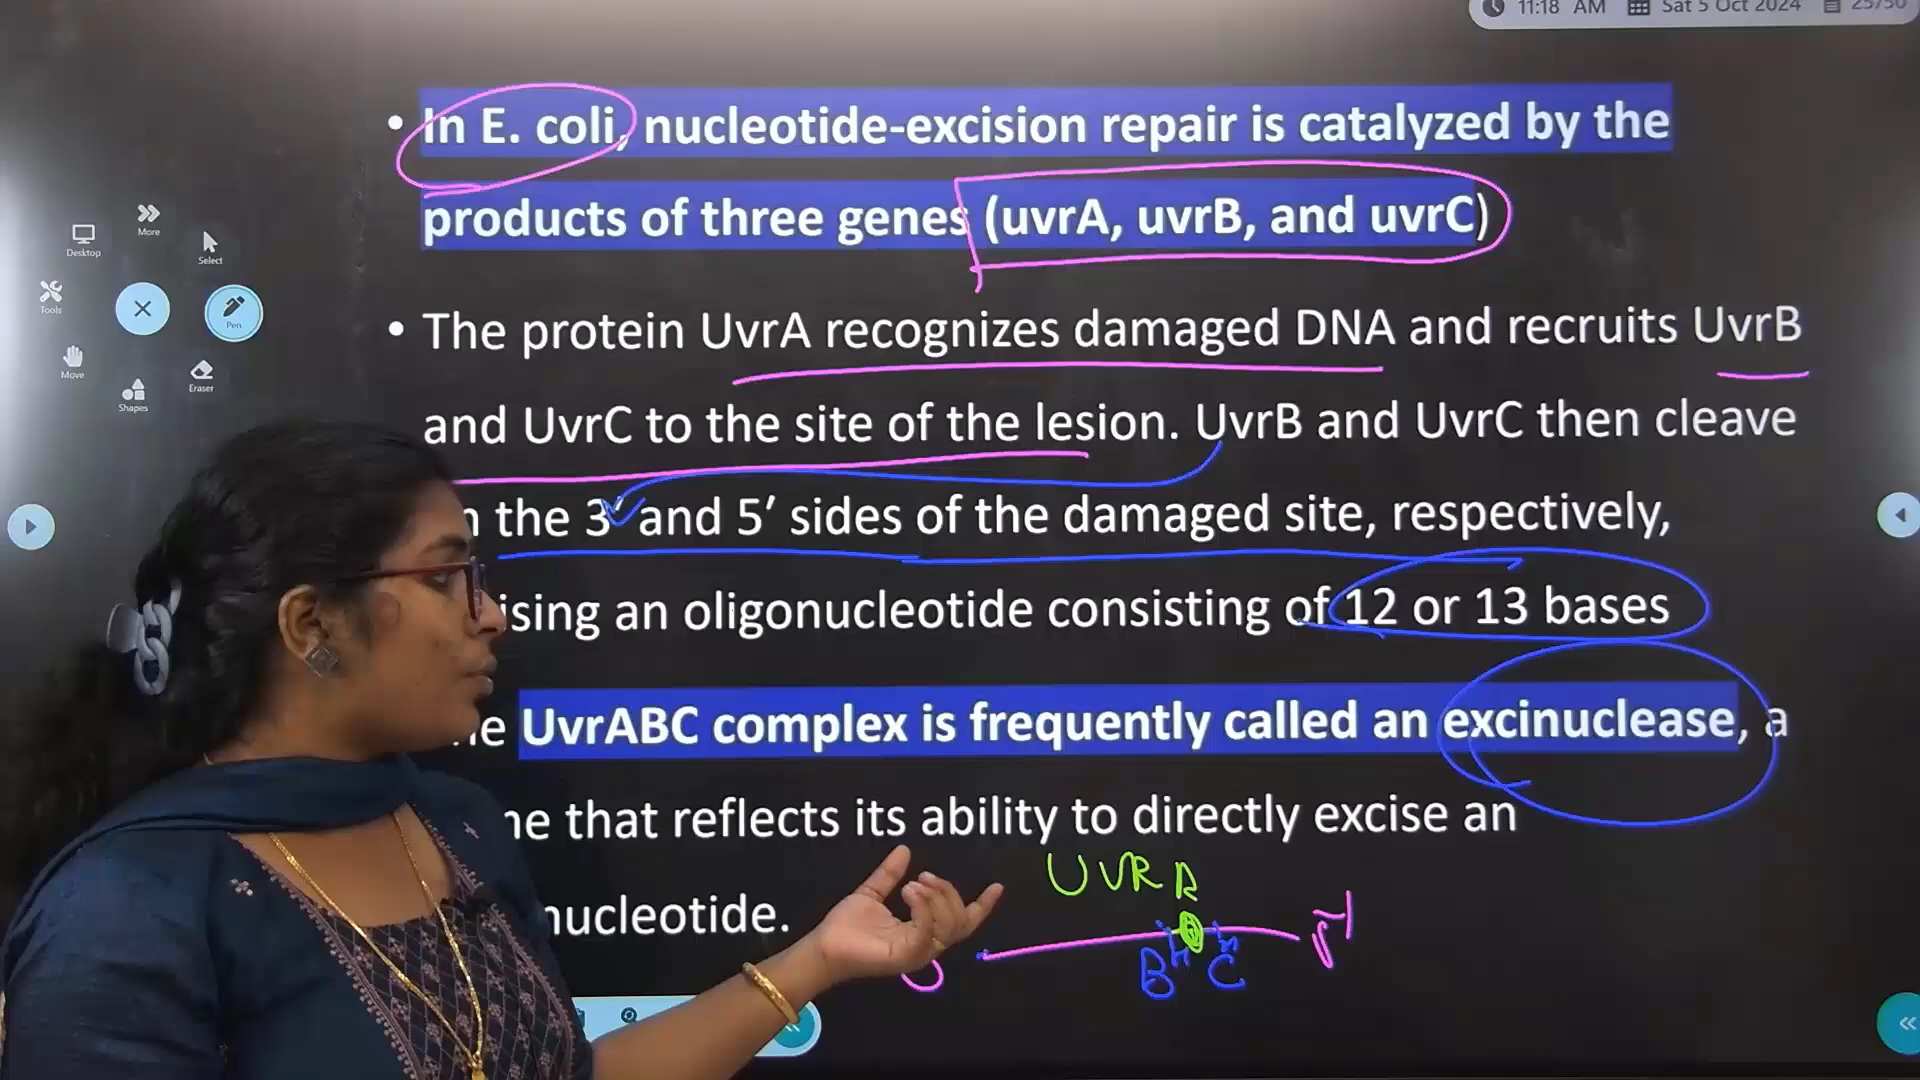 11:18 AM Sat 5 Oct 2024 25/50
• In E. coli, nucleotide-excision repair is catalyzed by the
products of three genes (uvrA, uvrB, and uvrC)
• The protein UvrA recognizes damaged DNA and recruits UvrB
and UvrC to the site of the lesion. UvrB and UvrC then cleave
the 3′ and 5′ sides of the damaged site, respectively,
ising an oligonucleotide consisting of 12 or 13 bases
UvrABC complex is frequently called an excinuclease, a
that reflects its ability to directly excise an
nucleotide.
UVR A
B C
Desktop
More
Select
Tools
Pen
Move
Shapes
Eraser